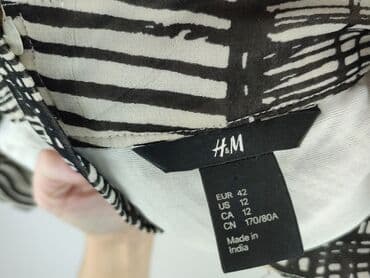 H&M
EUR 42
US 12
CA 12
CN 170/80A
Made in
India